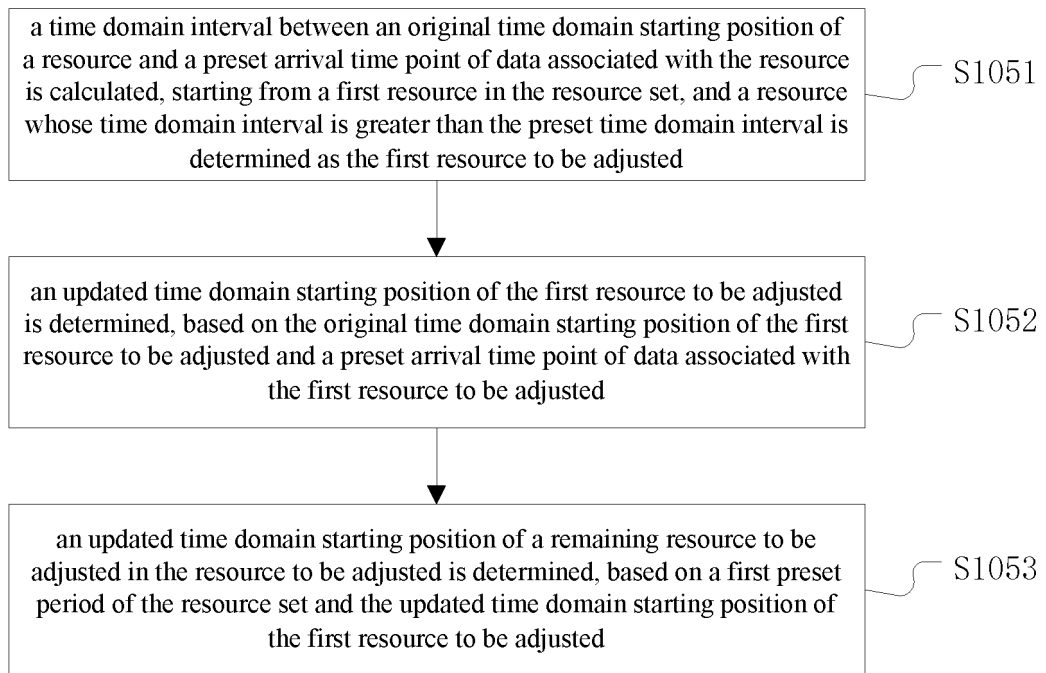 a time domain interval between an original time domain starting position of
a resource and a preset arrival time point of data associated with the resource
is calculated, starting from a first resource in the resource set, and a resource
whose time domain interval is greater than the preset time domain interval is
determined as the first resource to be adjusted
S1051
an updated time domain starting position of the first resource to be adjusted
is determined, based on the original time domain starting position of the first
resource to be adjusted and a preset arrival time point of data associated with
the first resource to be adjusted
S1052
an updated time domain starting position of a remaining resource to be
adjusted in the resource to be adjusted is determined, based on a first preset
period of the resource set and the updated time domain starting position of
the first resource to be adjusted
S1053